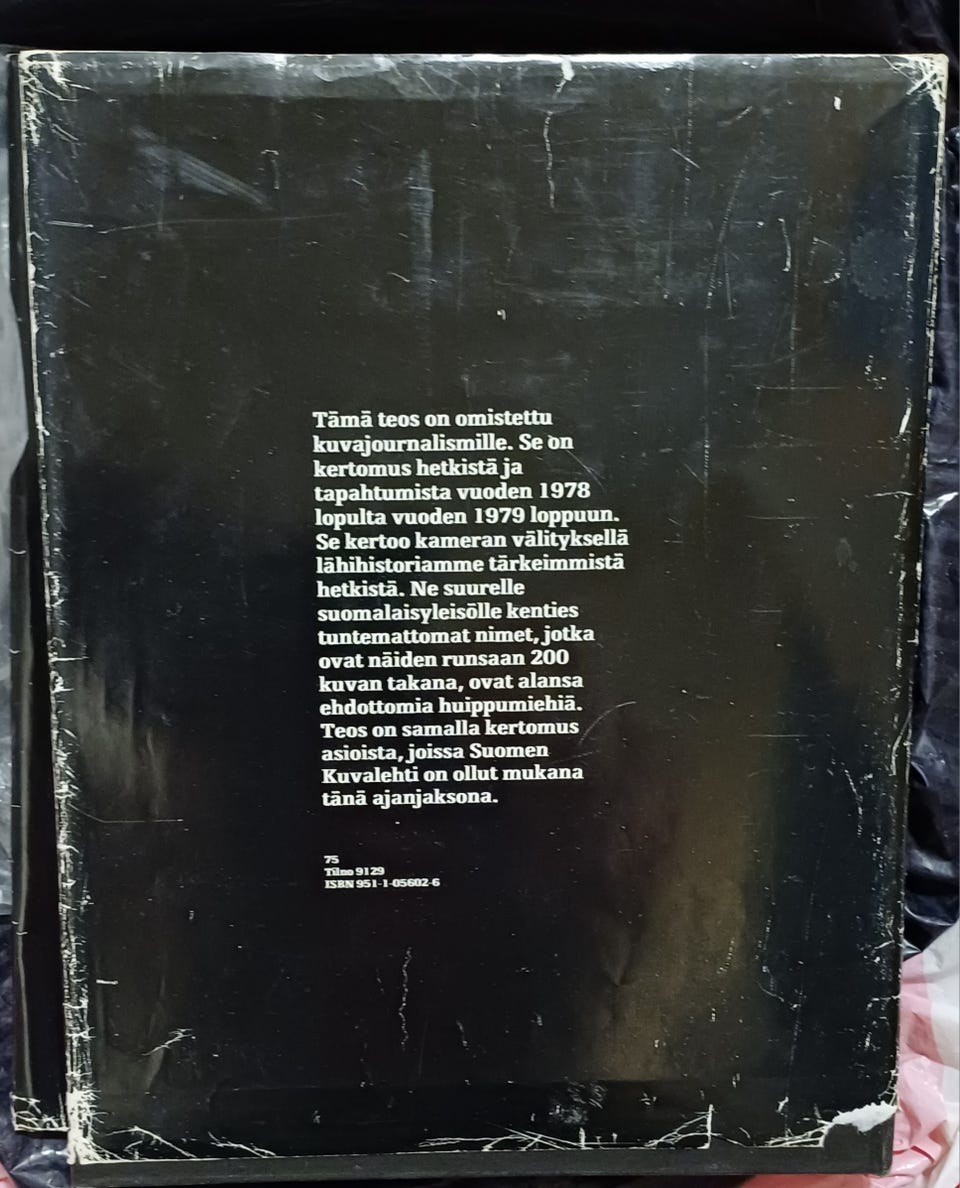 Tämä teos on omistettu
kuvajournalismille. Se on
kertomus hetkistä ja
tapahtumista vuoden 1978
lopulta vuoden 1979 loppuun.
Se kertoo kameran välityksellä
lähihistoriamme tärkeimmistä
hetkistä. Ne suurelle
suomalaisyleisölle kenties
tuntemattomat nimet, jotka
ovat näiden runsaan 200
kuvan takana, ovat alansa
ehdottomia huippumiehiä.
Teos on samalla kertomus
asioista, joissa Suomen
Kuvalehti on ollut mukana
tänä ajanjaksona.
75
Tilno 9129
ISBN 951-1-05602-6